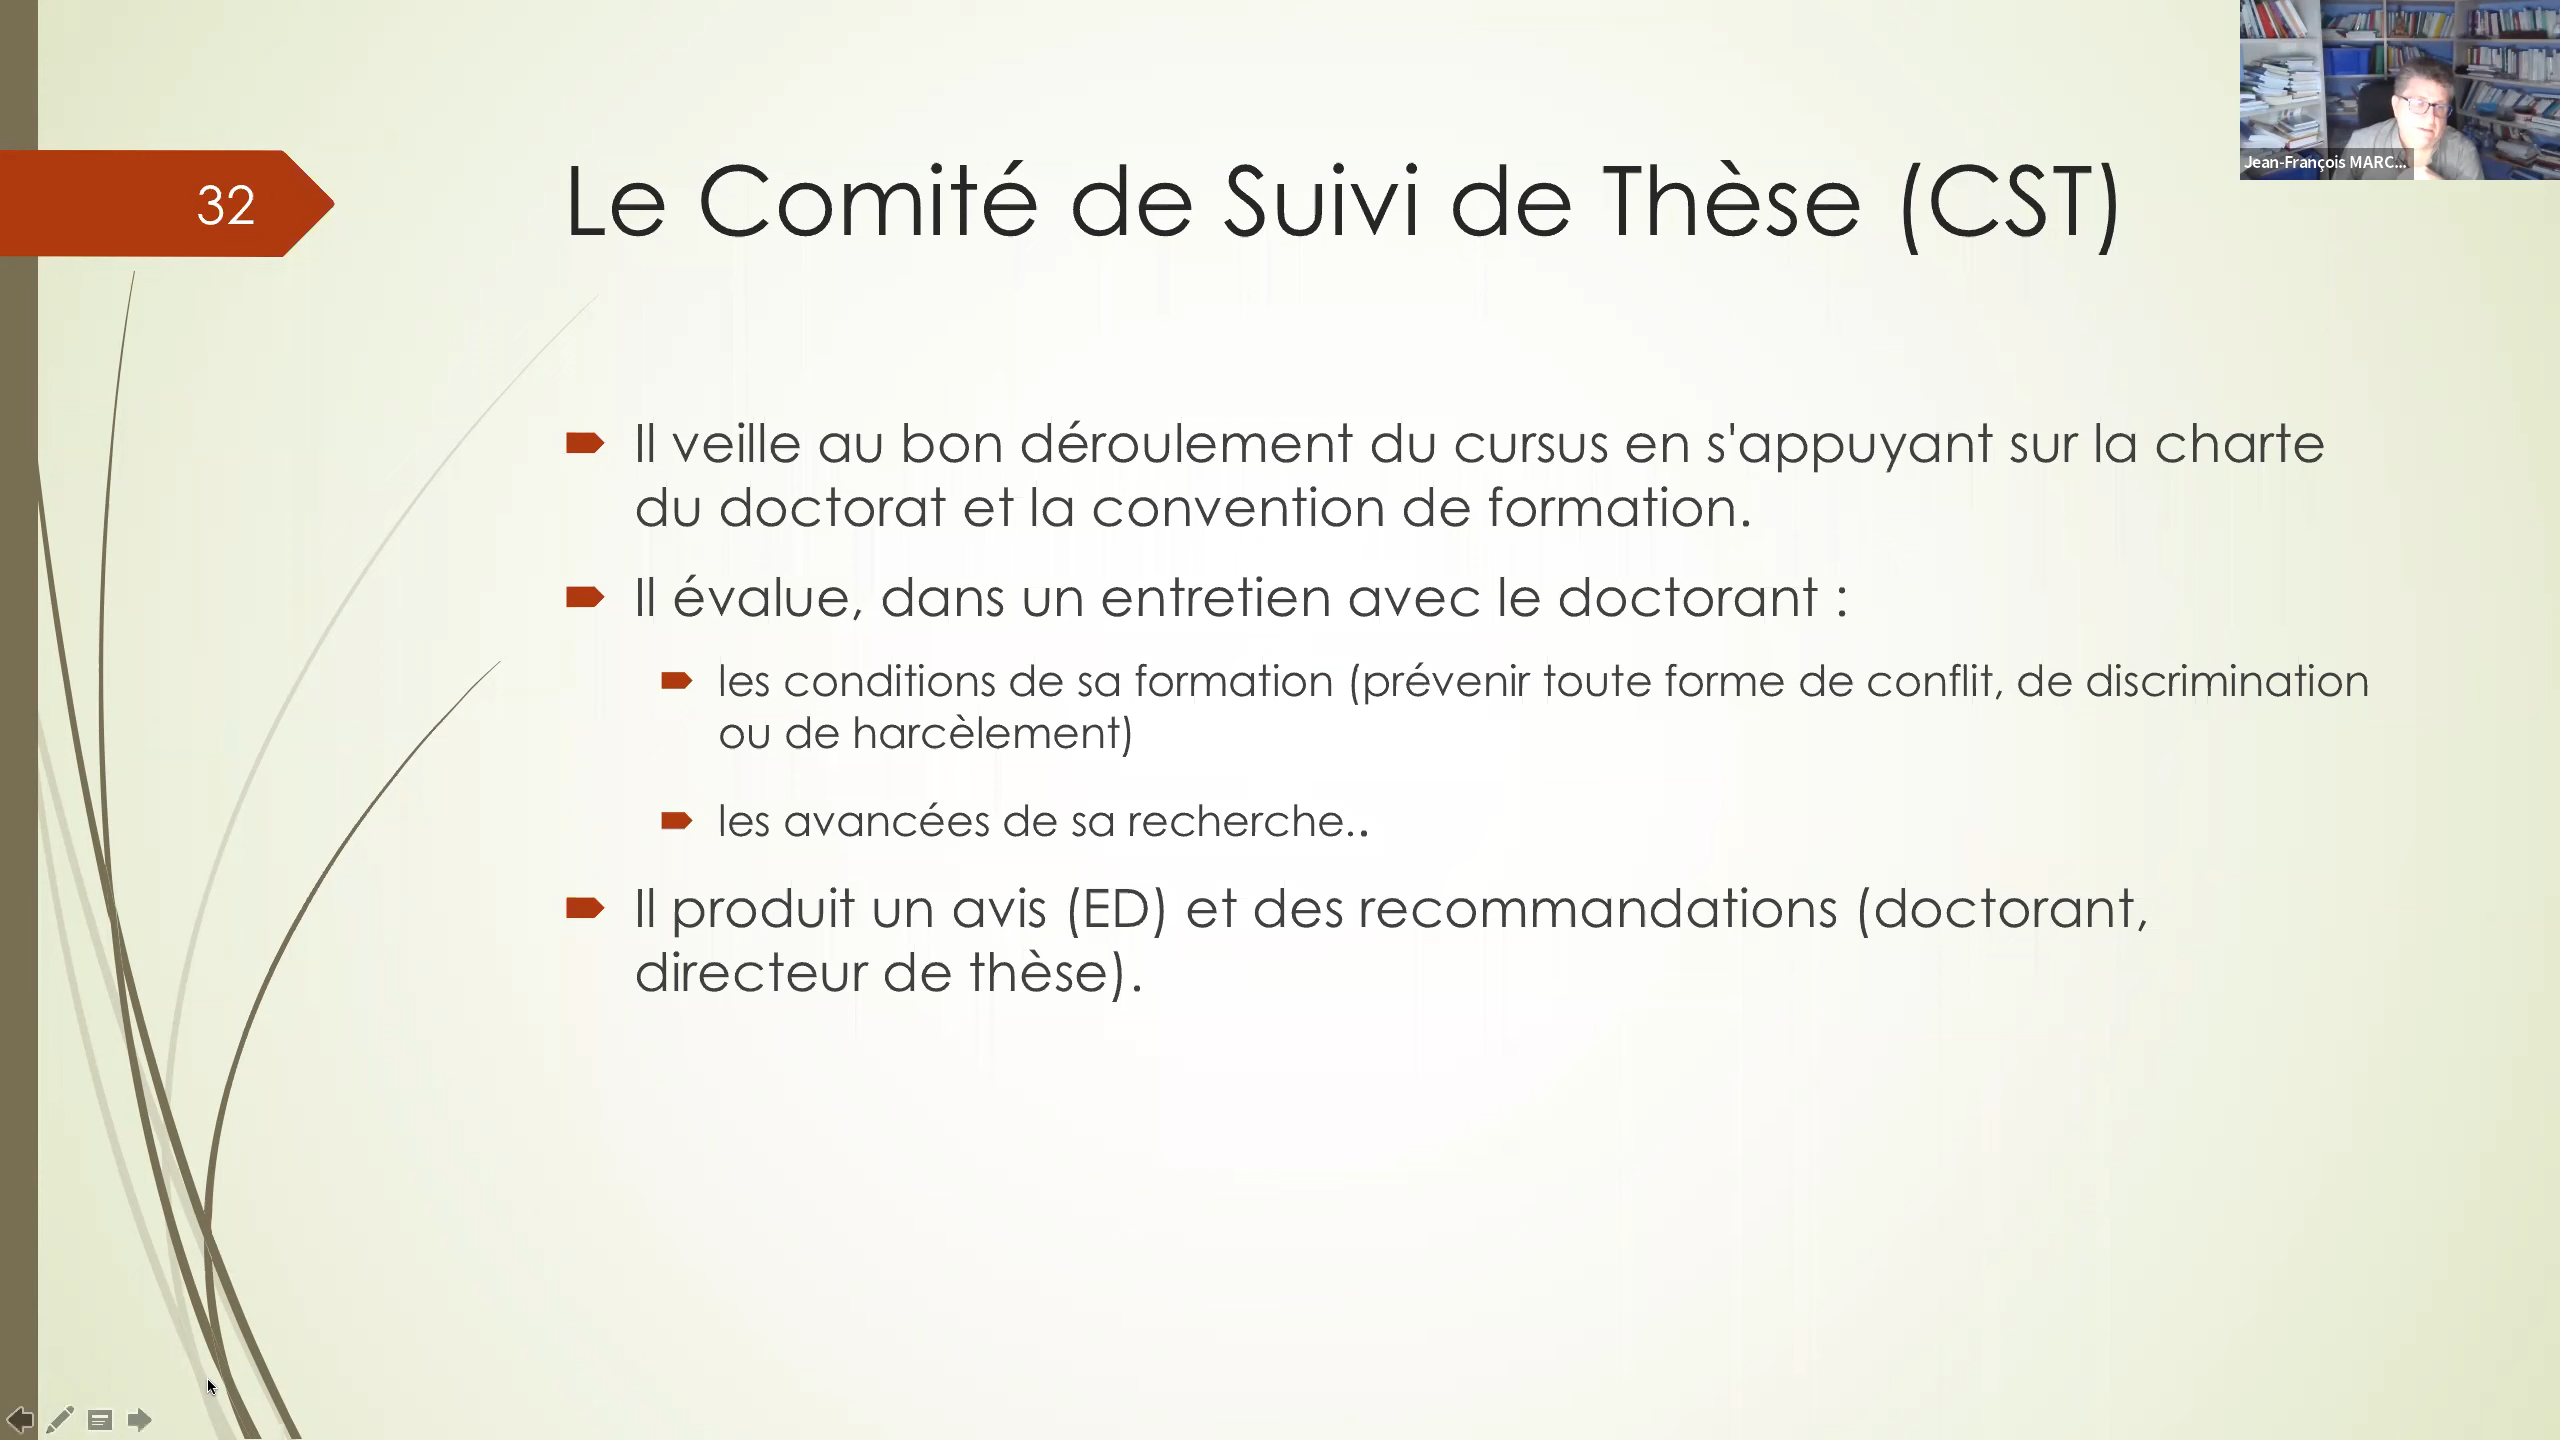 32
Le Comité de Suivi de Thèse (CST)
Jean-François MARC...
Il veille au bon déroulement du cursus en s'appuyant sur la charte
du doctorat et la convention de formation.
Il évalue, dans un entretien avec le doctorant :
les conditions de sa formation (prévenir toute forme de conflit, de discrimination
ou de harcèlement)
les avancées de sa recherche..
Il produit un avis (ED) et des recommandations (doctorant,
directeur de thèse).